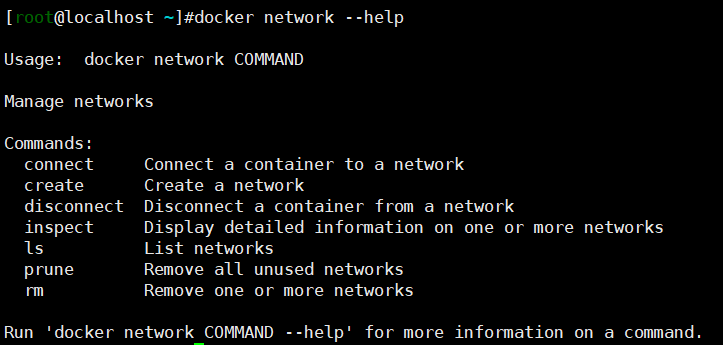 [root@localhost ~]#docker network --help
Usage:  docker network COMMAND
Manage networks
Commands:
  connect     Connect a container to a network
  create      Create a network
  disconnect  Disconnect a container from a network
  inspect     Display detailed information on one or more networks
  ls          List networks
  prune       Remove all unused networks
  rm          Remove one or more networks
Run 'docker network COMMAND --help' for more information on a command.